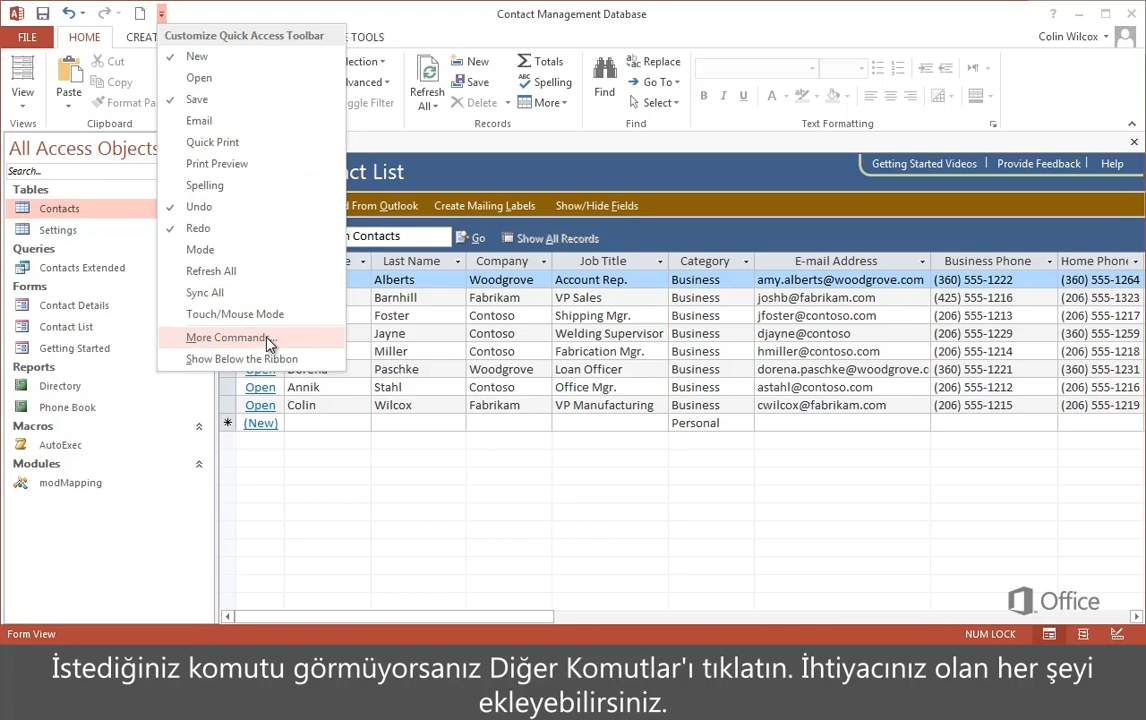 Contact Management Database
?
FILE HOME CREAT E TOOLS Colin Wilcox
View
Views
Paste
Cut
Copy
Format Pa
Clipboard
lection
dvanced
ggle Filter
Refresh
All
New
Save
Delete
Totals
Spelling
More
Records
Find
Replace
Go To
Select
Find
B I U A
Text Formatting
Customize Quick Access Toolbar
New
Open
Save
Email
Quick Print
Print Preview
Spelling
Undo
Redo
Mode
Refresh All
Sync All
Touch/Mouse Mode
More Commands...
Show Below the Ribbon
All Access Objects
Search...
Tables
Contacts
Settings
Queries
Contacts Extended
Forms
Contact Details
Contact List
Getting Started
Reports
Directory
Phone Book
Macros
AutoExec
Modules
modMapping
ct List
Getting Started Videos | Provide Feedback | Help
d From Outlook Create Mailing Labels Show/Hide Fields
Contacts Go Show All Records
e Last Name Company Job Title Category E-mail Address Business Phone Home Phone
Alberts Woodgrove Account Rep. Business amy.alberts@woodgrove.com (360) 555-1222 (360) 555-1264
Barnhill Fabrikam VP Sales Business joshb@fabrikam.com (425) 555-1216 (206) 555-1323
Foster Contoso Shipping Mgr. Business jfoster@contoso.com (206) 555-1213 (206) 555-1217
Jayne Contoso Welding Supervisor Business djayne@contoso (206) 555-1229 (360) 555-1259
Miller Contoso Fabrication Mgr. Business hmiller@contoso.com (206) 555-1214 (206) 555-1218
Open Dorena Paschke Woodgrove Loan Officer Business dorena.paschke@woodgrove.c (360) 555-1221 (360) 555-1231
Open Annik Stahl Contoso Office Mgr. Business astahl@contoso.com (206) 555-1212 (206) 555-1216
Open Colin Wilcox Fabrikam VP Manufacturing Business cwilcox@fabrikam.com (206) 555-1215 (206) 555-1219
* (New) Personal
Office
Form View NUM LOCK
İstediğiniz komutu görmüyorsanız Diğer Komutlar'ı tıklatın. İhtiyacınız olan her şeyi
ekleyebilirsiniz.